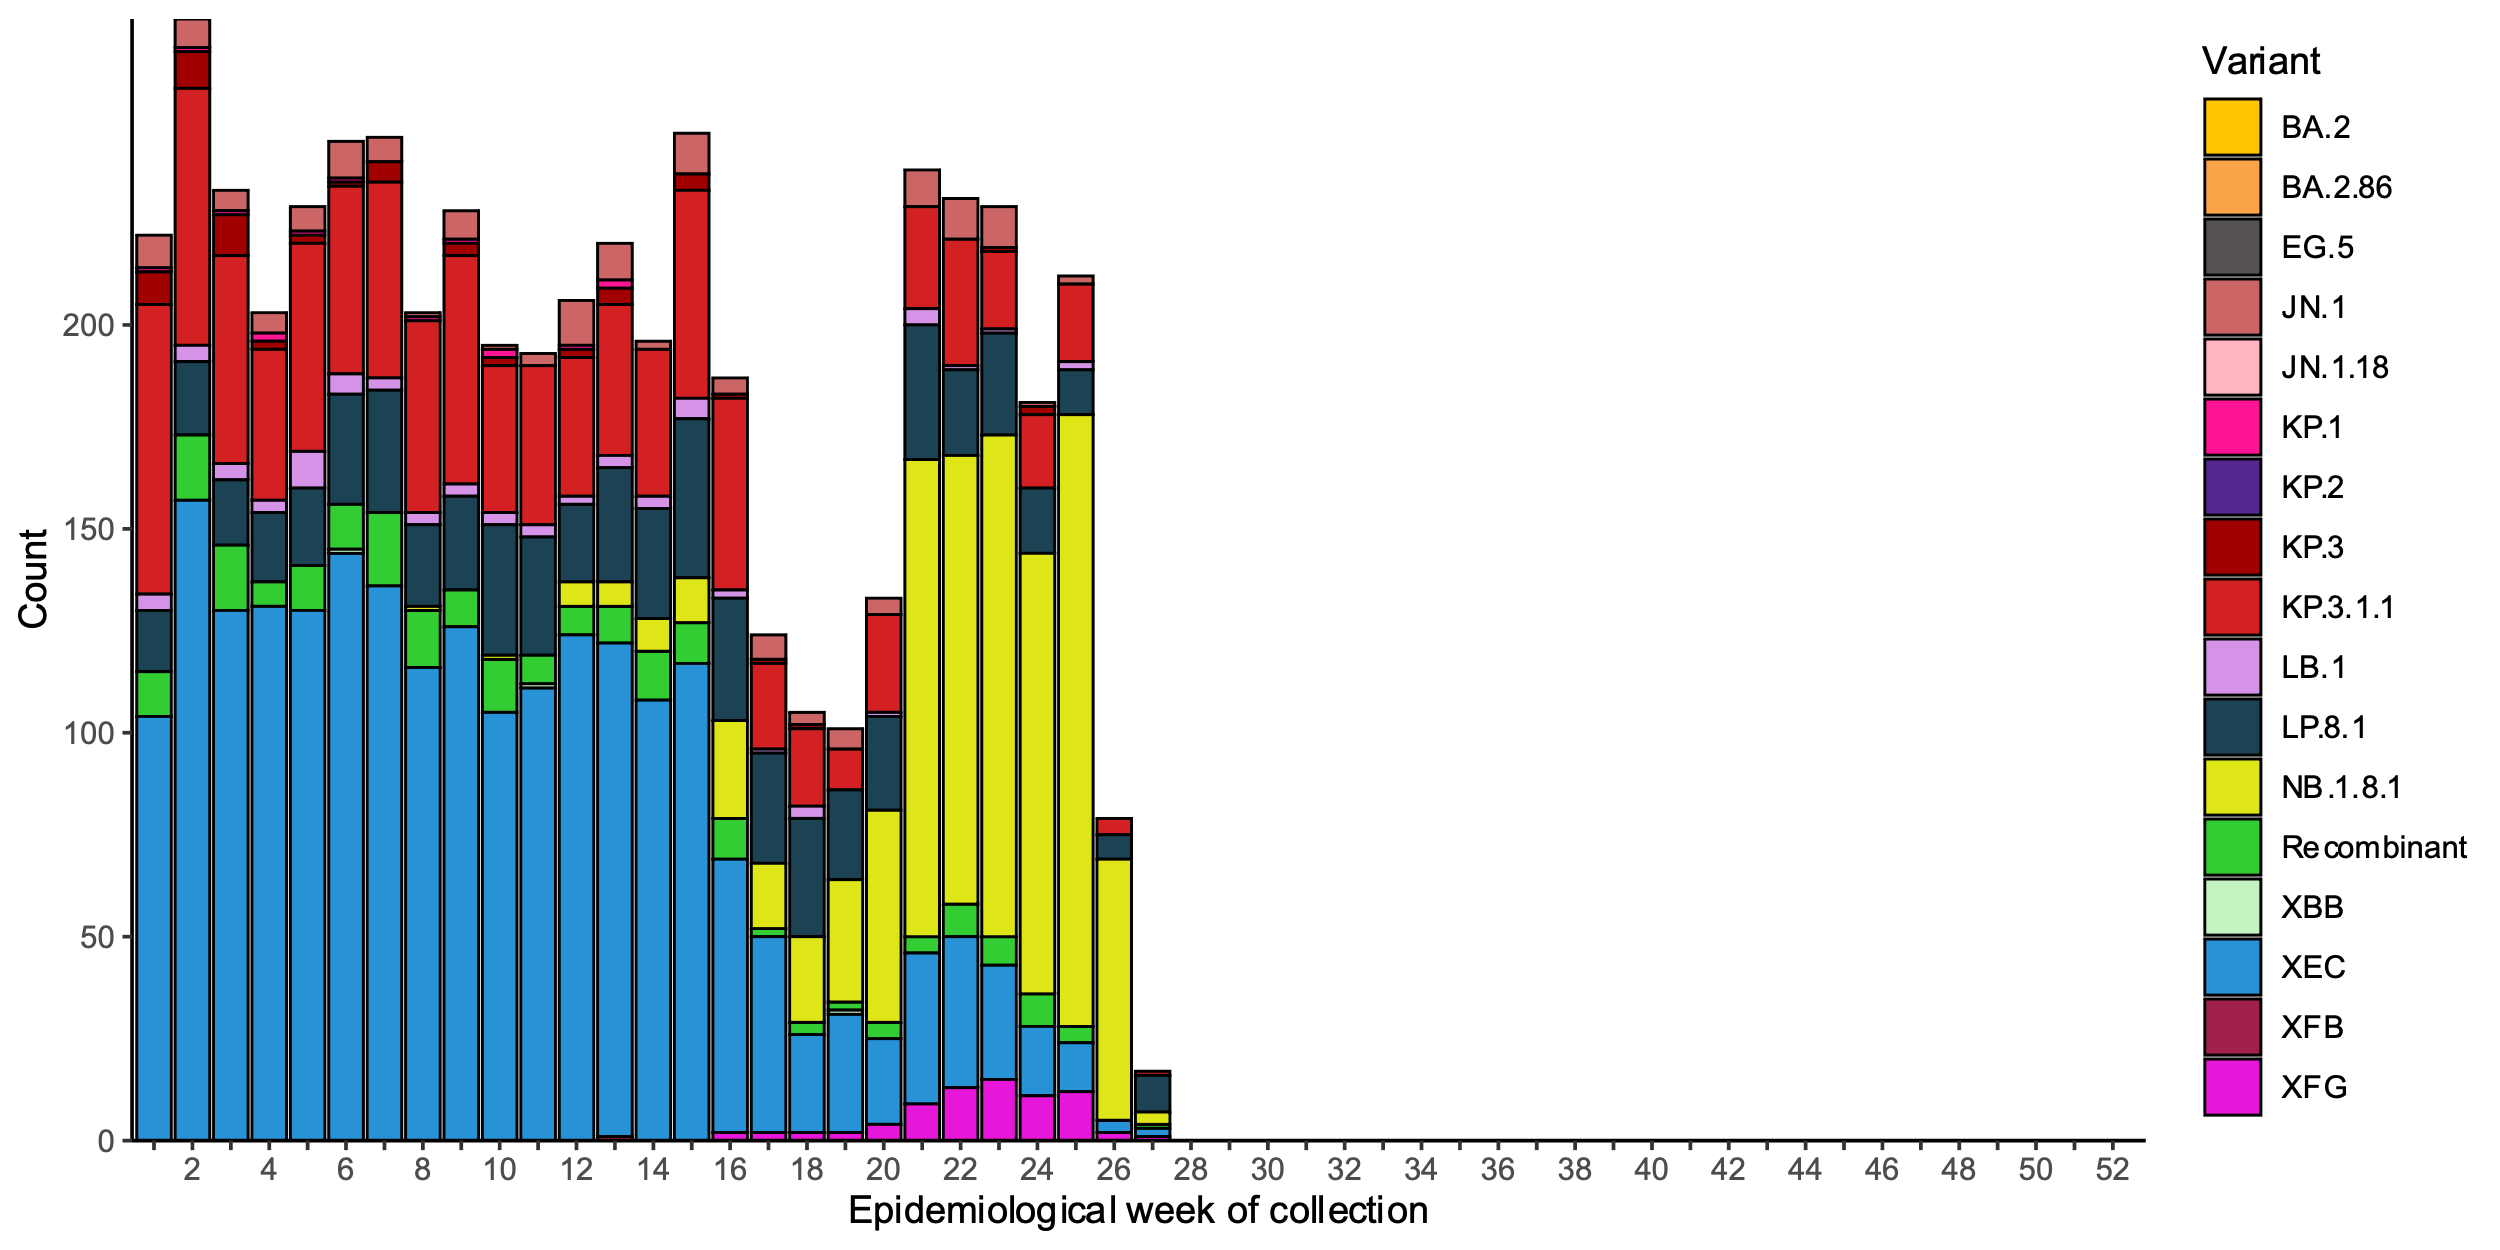 Variant
BA.2
BA.2.86
EG.5
JN.1
JN.1.18
KP.1
KP.2
KP.3
KP.3.1.1
LB.1
LP.8.1
NB.1.8.1
Recombinant
XBB
XEC
XFB
XFG
Count
200
150
100
50
0
2 4 6 8 10 12 14 16 18 20 22 24 26 28 30 32 34 36 38 40 42 44 46 48 50 52
Epidemiological week of collection